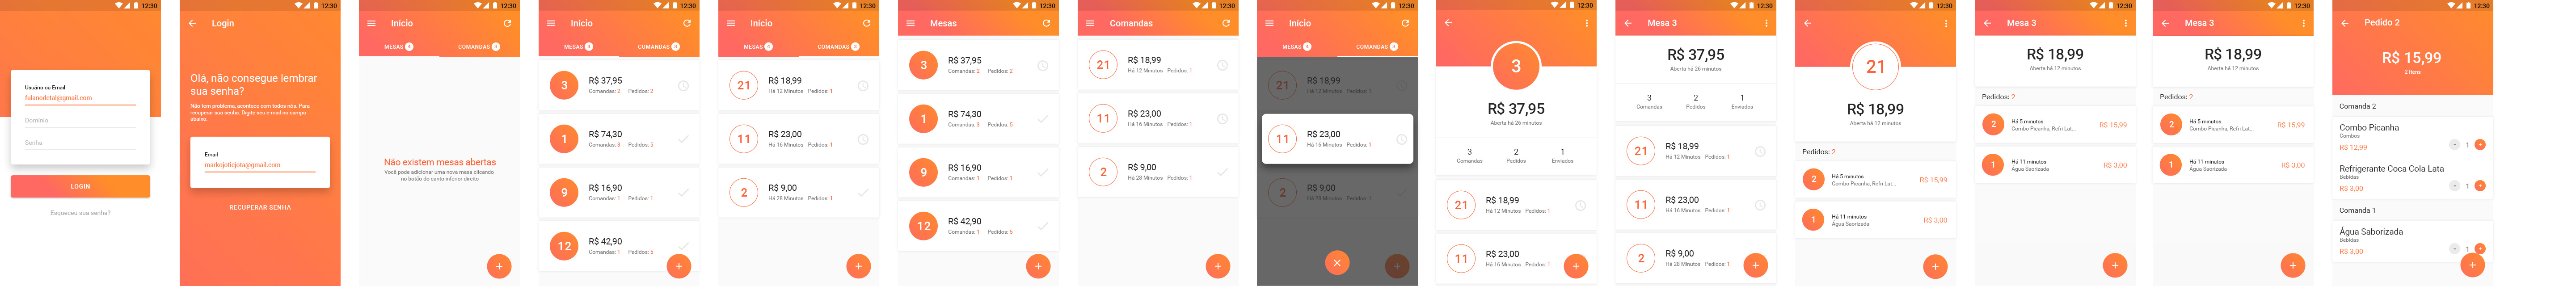 12:30
Usuário ou Email
fulanodetal@gmail.com
Domínio
Senha
LOGIN
Esqueceu sua senha?
12:30
Login
Olá, não consegue lembrar
sua senha?
Não tem problema, acontece com todos nós. Para
recuperar sua senha. Digite seu e-mail no campo
abaixo.
Email
markojoticjota@gmail.com
RECUPERAR SENHA
12:30
Início
MESAS 4
COMANDAS 3
Não existem mesas abertas
Você pode adicionar uma nova mesa clicando
no botão do canto inferior direito.
12:30
Início
MESAS 4
COMANDAS 3
3
R$ 37,95
Comandas: 2 Pedidos: 2
1
R$ 74,30
Comandas: 3 Pedidos: 5
9
R$ 16,90
Comandas: 1 Pedidos: 1
12
R$ 42,90
Comandas: 1 Pedidos: 5
12:30
Início
MESAS 4
COMANDAS 3
21
R$ 18,99
Há 12 Minutos Pedidos: 1
11
R$ 23,00
Há 16 Minutos Pedidos: 1
2
R$ 9,00
Há 28 Minutos Pedidos: 1
12:30
Mesas
3
R$ 37,95
Comandas: 2 Pedidos: 2
1
R$ 74,30
Comandas: 3 Pedidos: 5
9
R$ 16,90
Comandas: 1 Pedidos: 1
12
R$ 42,90
Comandas: 1 Pedidos: 5
12:30
Comandas
21
R$ 18,99
Há 12 Minutos Pedidos: 1
11
R$ 23,00
Há 16 Minutos Pedidos: 1
2
R$ 9,00
Há 28 Minutos Pedidos: 1
12:30
Início
MESAS 4
COMANDAS 3
21
R$ 18,99
Há 12 Minutos Pedidos: 1
11
R$ 23,00
Há 16 Minutos Pedidos: 1
2
R$ 9,00
Há 28 Minutos Pedidos: 1
12:30
3
R$ 37,95
Aberta há 26 minutos
3 2 1
Comandas Pedidos Enviados
21
R$ 18,99
Há 12 Minutos Pedidos: 1
11
R$ 23,00
Há 16 Minutos Pedidos: 1
12:30
Mesa 3
R$ 37,95
Aberta há 26 minutos
3 2 1
Comandas Pedidos Enviados
21
R$ 18,99
Há 12 Minutos Pedidos: 1
11
R$ 23,00
Há 16 Minutos Pedidos: 1
2
R$ 9,00
Há 28 Minutos Pedidos: 1
12:30
21
R$ 18,99
Aberta há 12 minutos
Pedidos: 2
2
Há 5 minutos
Combo Picanha, Refri Lat...
R$ 15,99
1
Há 11 minutos
Água Saorizada
R$ 3,00
12:30
Mesa 3
R$ 18,99
Aberta há 12 minutos
Pedidos: 2
2
Há 5 minutos
Combo Picanha, Refri Lat...
R$ 15,99
1
Há 11 minutos
Água Saorizada
R$ 3,00
12:30
Mesa 3
R$ 18,99
Aberta há 12 minutos
Pedidos: 2
2
Há 5 minutos
Combo Picanha, Refri Lat...
R$ 15,99
1
Há 11 minutos
Água Saorizada
R$ 3,00
12:30
Pedido 2
R$ 15,99
2 Itens
Comanda 2
Combo Picanha
Combos
R$ 12,99
- 1 +
Refrigerante Coca Cola Lata
Bebidas
R$ 3,00
- 1 +
Comanda 1
Água Saborizada
Bebidas
R$ 3,00
- 1 +